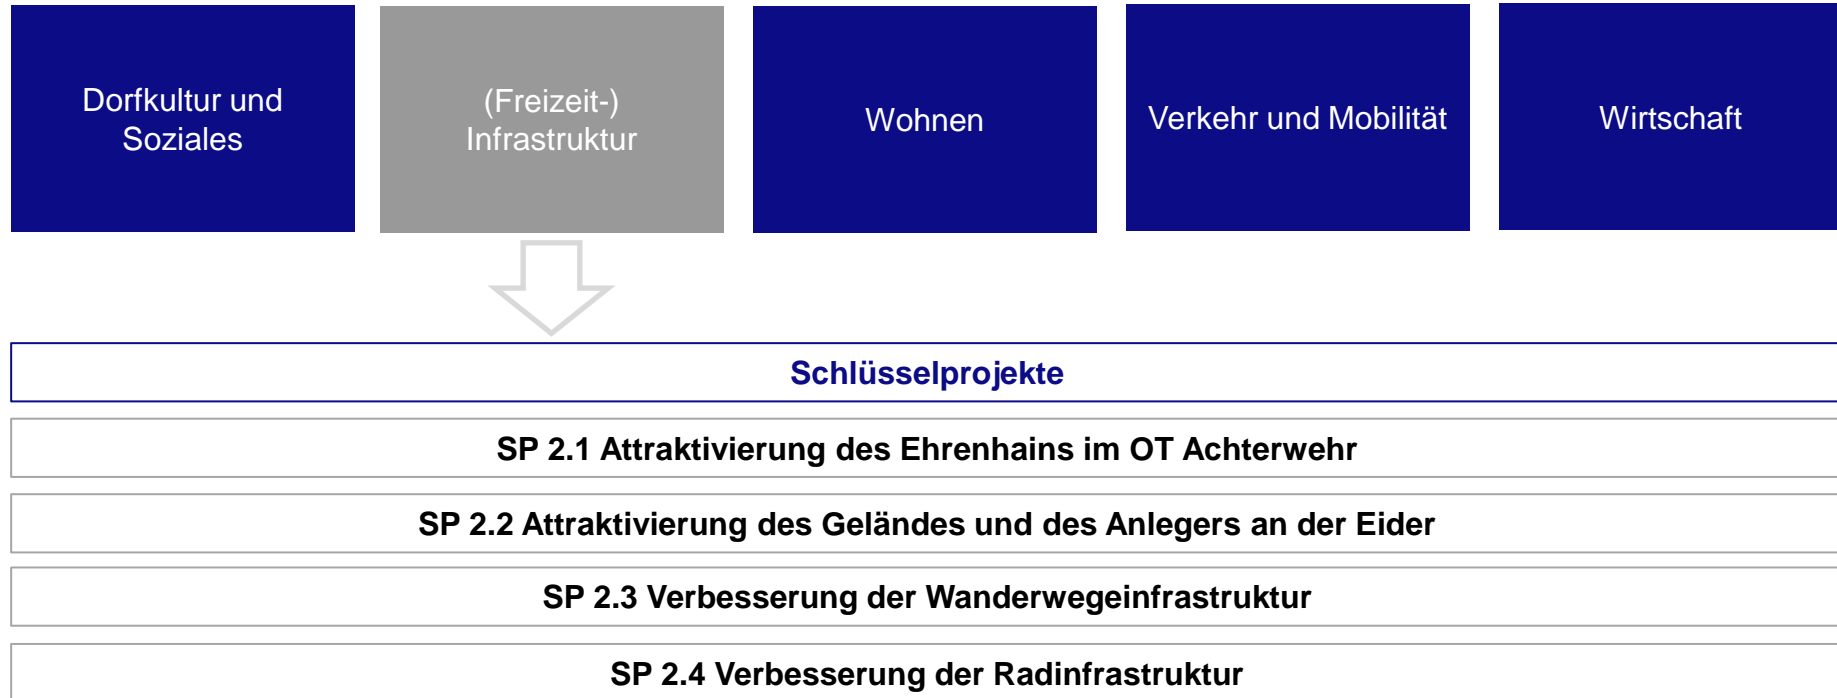 Dorfkultur und
Soziales
(Freizeit-)
Infrastruktur
Wohnen
Verkehr und Mobilität
Wirtschaft
Schlüsselprojekte
SP 2.1 Attraktivierung des Ehrenhains im OT Achterwehr
SP 2.2 Attraktivierung des Geländes und des Anlegers an der Eider
SP 2.3 Verbesserung der Wanderwegeinfrastruktur
SP 2.4 Verbesserung der Radinfrastruktur